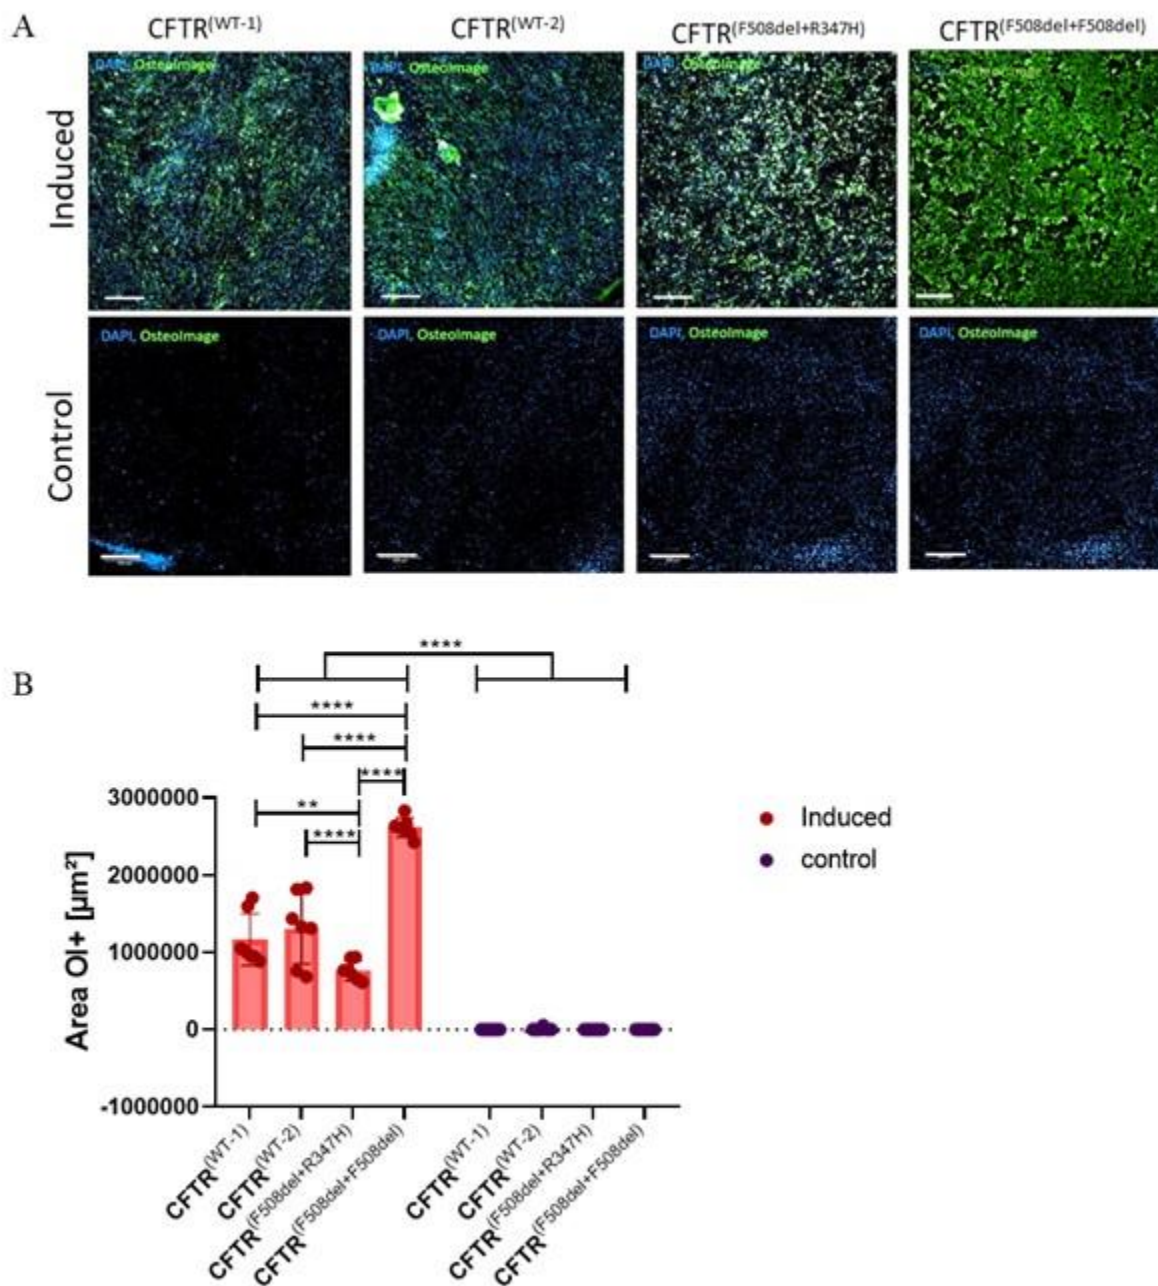 A
CFTR(WT-1) CFTR(WT-2) CFTR(F508del+R347H) CFTR(F508del+F508del)
Induced
DAPI, OsteoImage DAPI, OsteoImage DAPI, OsteoImage
Control
DAPI, OsteoImage DAPI, OsteoImage DAPI, OsteoImage DAPI, OsteoImage
B
****
****
****
****
**
****
3000000
2000000
1000000
0
-1000000
Area OI+ [µm²]
Induced
control
CFTR(WT-1)
CFTR(WT-2)
CFTR(F508del+R347H)
CFTR(F508del+F508del)
CFTR(WT-1)
CFTR(WT-2)
CFTR(F508del+R347H)
CFTR(F508del+F508del)